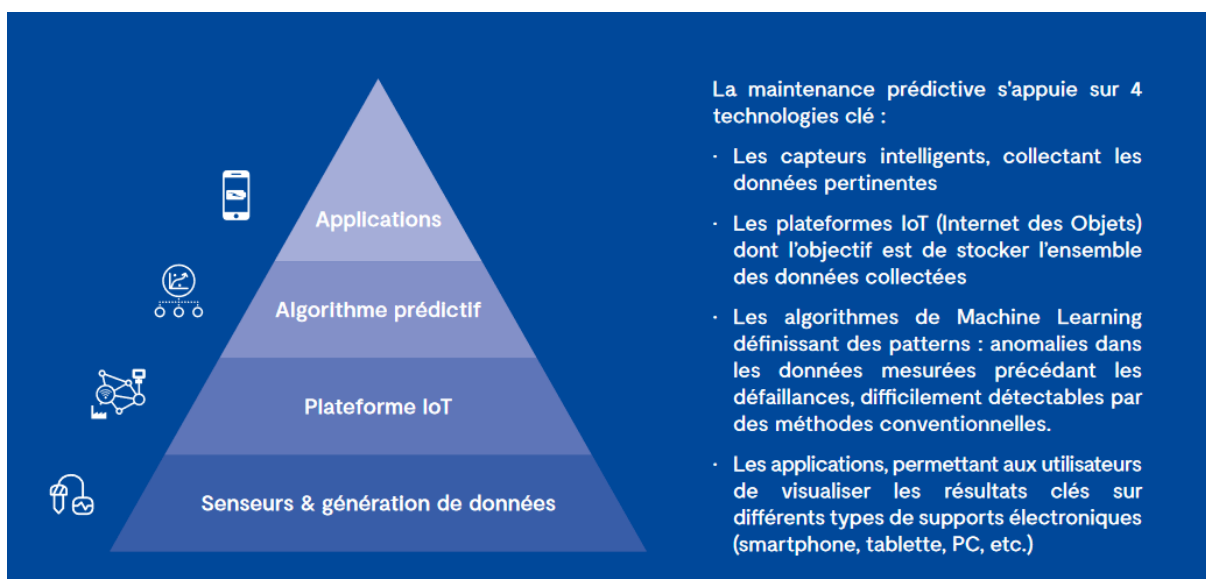 Applications
Algorithme prédictif
Plateforme IoT
Senseurs & génération de données
La maintenance prédictive s'appuie sur 4
technologies clé :
· Les capteurs intelligents, collectant les
données pertinentes
· Les plateformes IoT (Internet des Objets)
dont l'objectif est de stocker l'ensemble
des données collectées
· Les algorithmes de Machine Learning
définissant des patterns : anomalies dans
les données mesurées précédant les
défaillances, difficilement détectables par
des méthodes conventionnelles.
· Les applications, permettant aux utilisateurs
de visualiser les résultats clés sur
différents types de supports électroniques
(smartphone, tablette, PC, etc.)